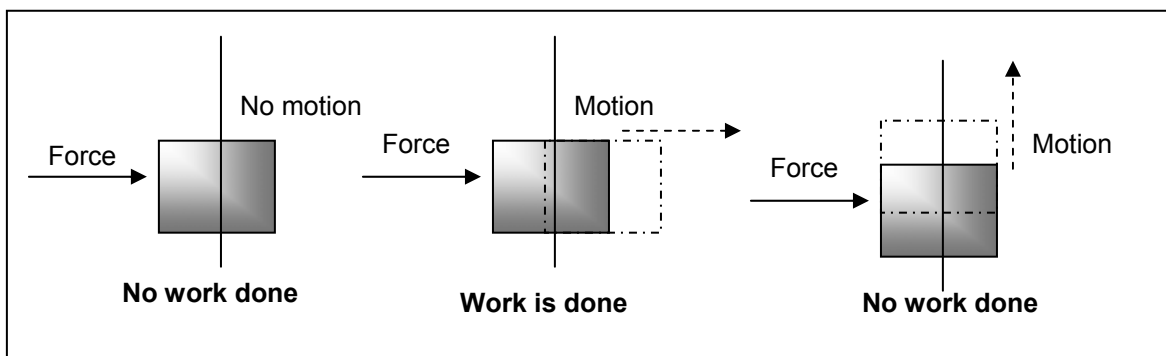 No motion
Force
No work done
Motion
Force
Work is done
Motion
Force
No work done